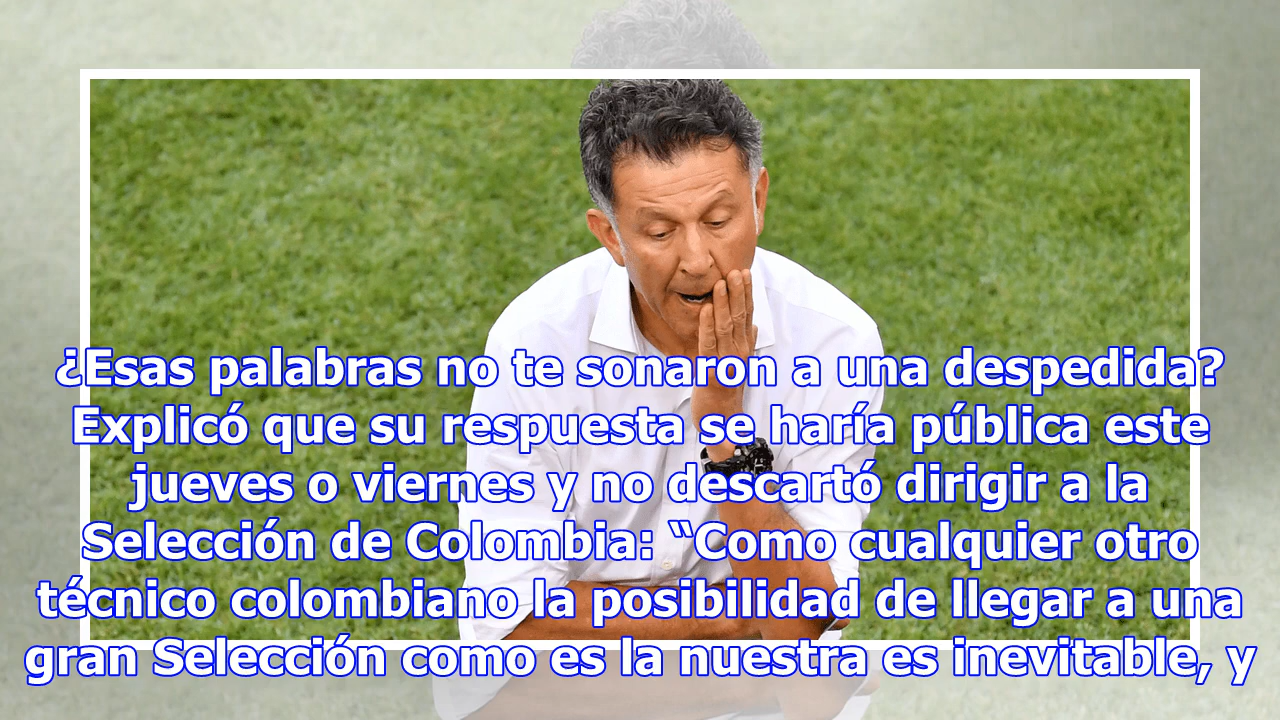 ¿Esas palabras no te sonaron a una despedida?
Explicó que su respuesta se haría pública este
jueves o viernes y no descartó dirigir a la
Selección de Colombia: “Como cualquier otro
técnico colombiano la posibilidad de llegar a una
gran Selección como es la nuestra es inevitable, y